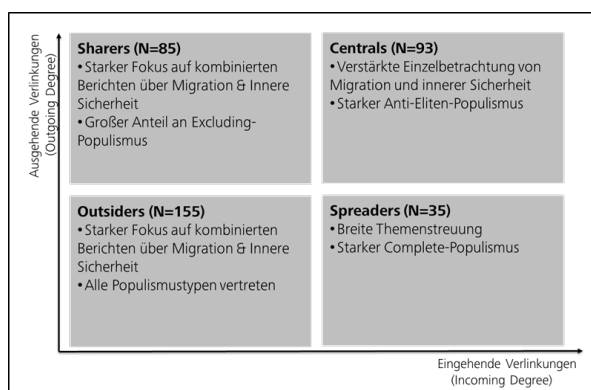 Ausgehende Verlinkungen
(Outgoing Degree)
Sharers (N=85)
• Starker Fokus auf kombinierten
Berichten über Migration & Innere
Sicherheit
• Großer Anteil an Excluding-
Populismus
Centrals (N=93)
• Verstärkte Einzelbetrachtung von
Migration und innerer Sicherheit
• Starker Anti-Eliten-Populismus
Outsiders (N=155)
• Starker Fokus auf kombinierten
Berichten über Migration & Innere
Sicherheit
• Alle Populismustypen vertreten
Spreaders (N=35)
• Breite Themenstreuung
• Starker Complete-Populismus
Eingehende Verlinkungen
(Incoming Degree)